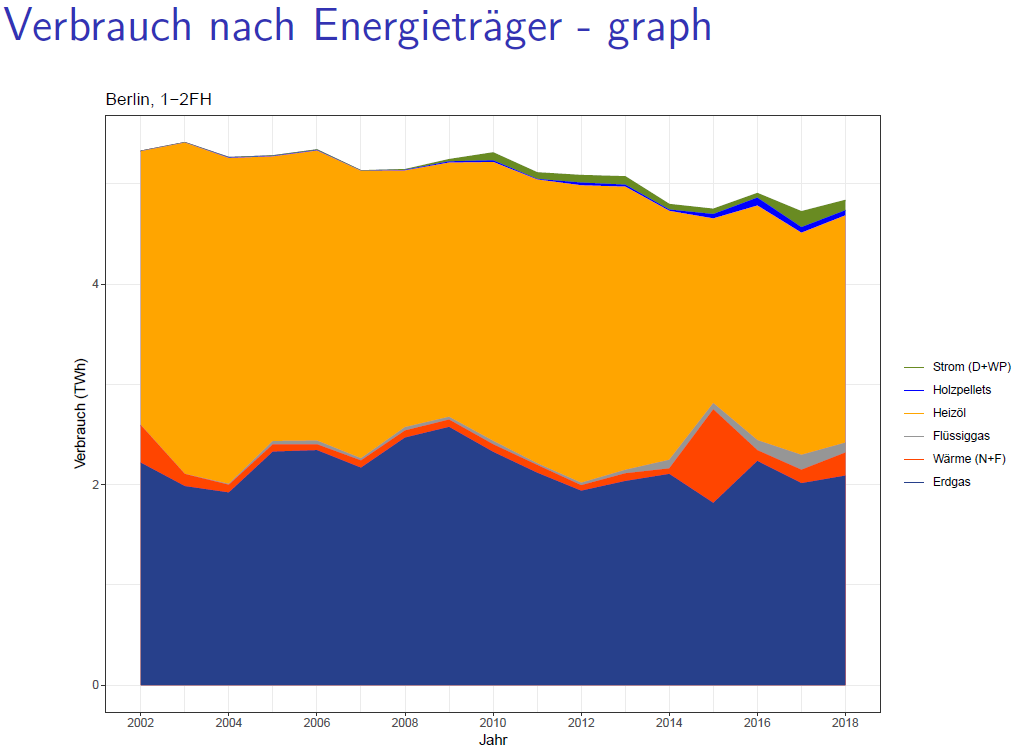 Verbrauch nach Energieträger - graph
Berlin, 1−2FH
Verbrauch (TWh)
4
2
0
2002 2004 2006 2008 2010 2012 2014 2016 2018
Jahr
Strom (D+WP)
Holzpellets
Heizöl
Flüssiggas
Wärme (N+F)
Erdgas